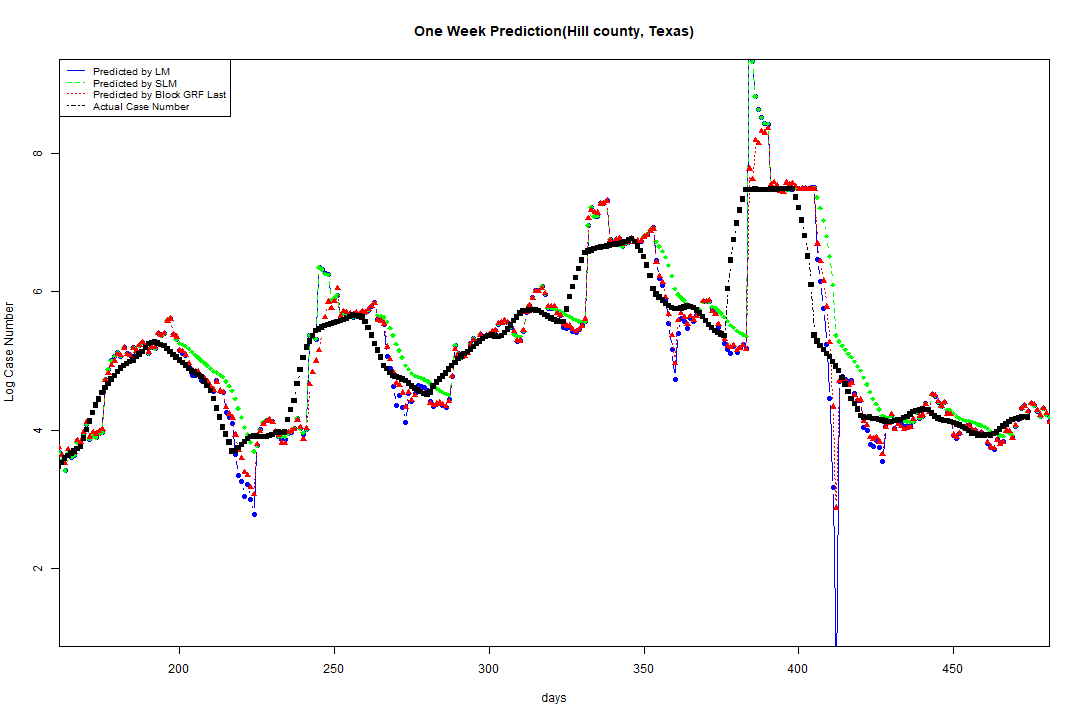 One Week Prediction(Hill county, Texas)
Predicted by LM
Predicted by SLM
Predicted by Block GRF Last
Actual Case Number
Log Case Number
8
6
4
2
200 250 300 350 400 450
days